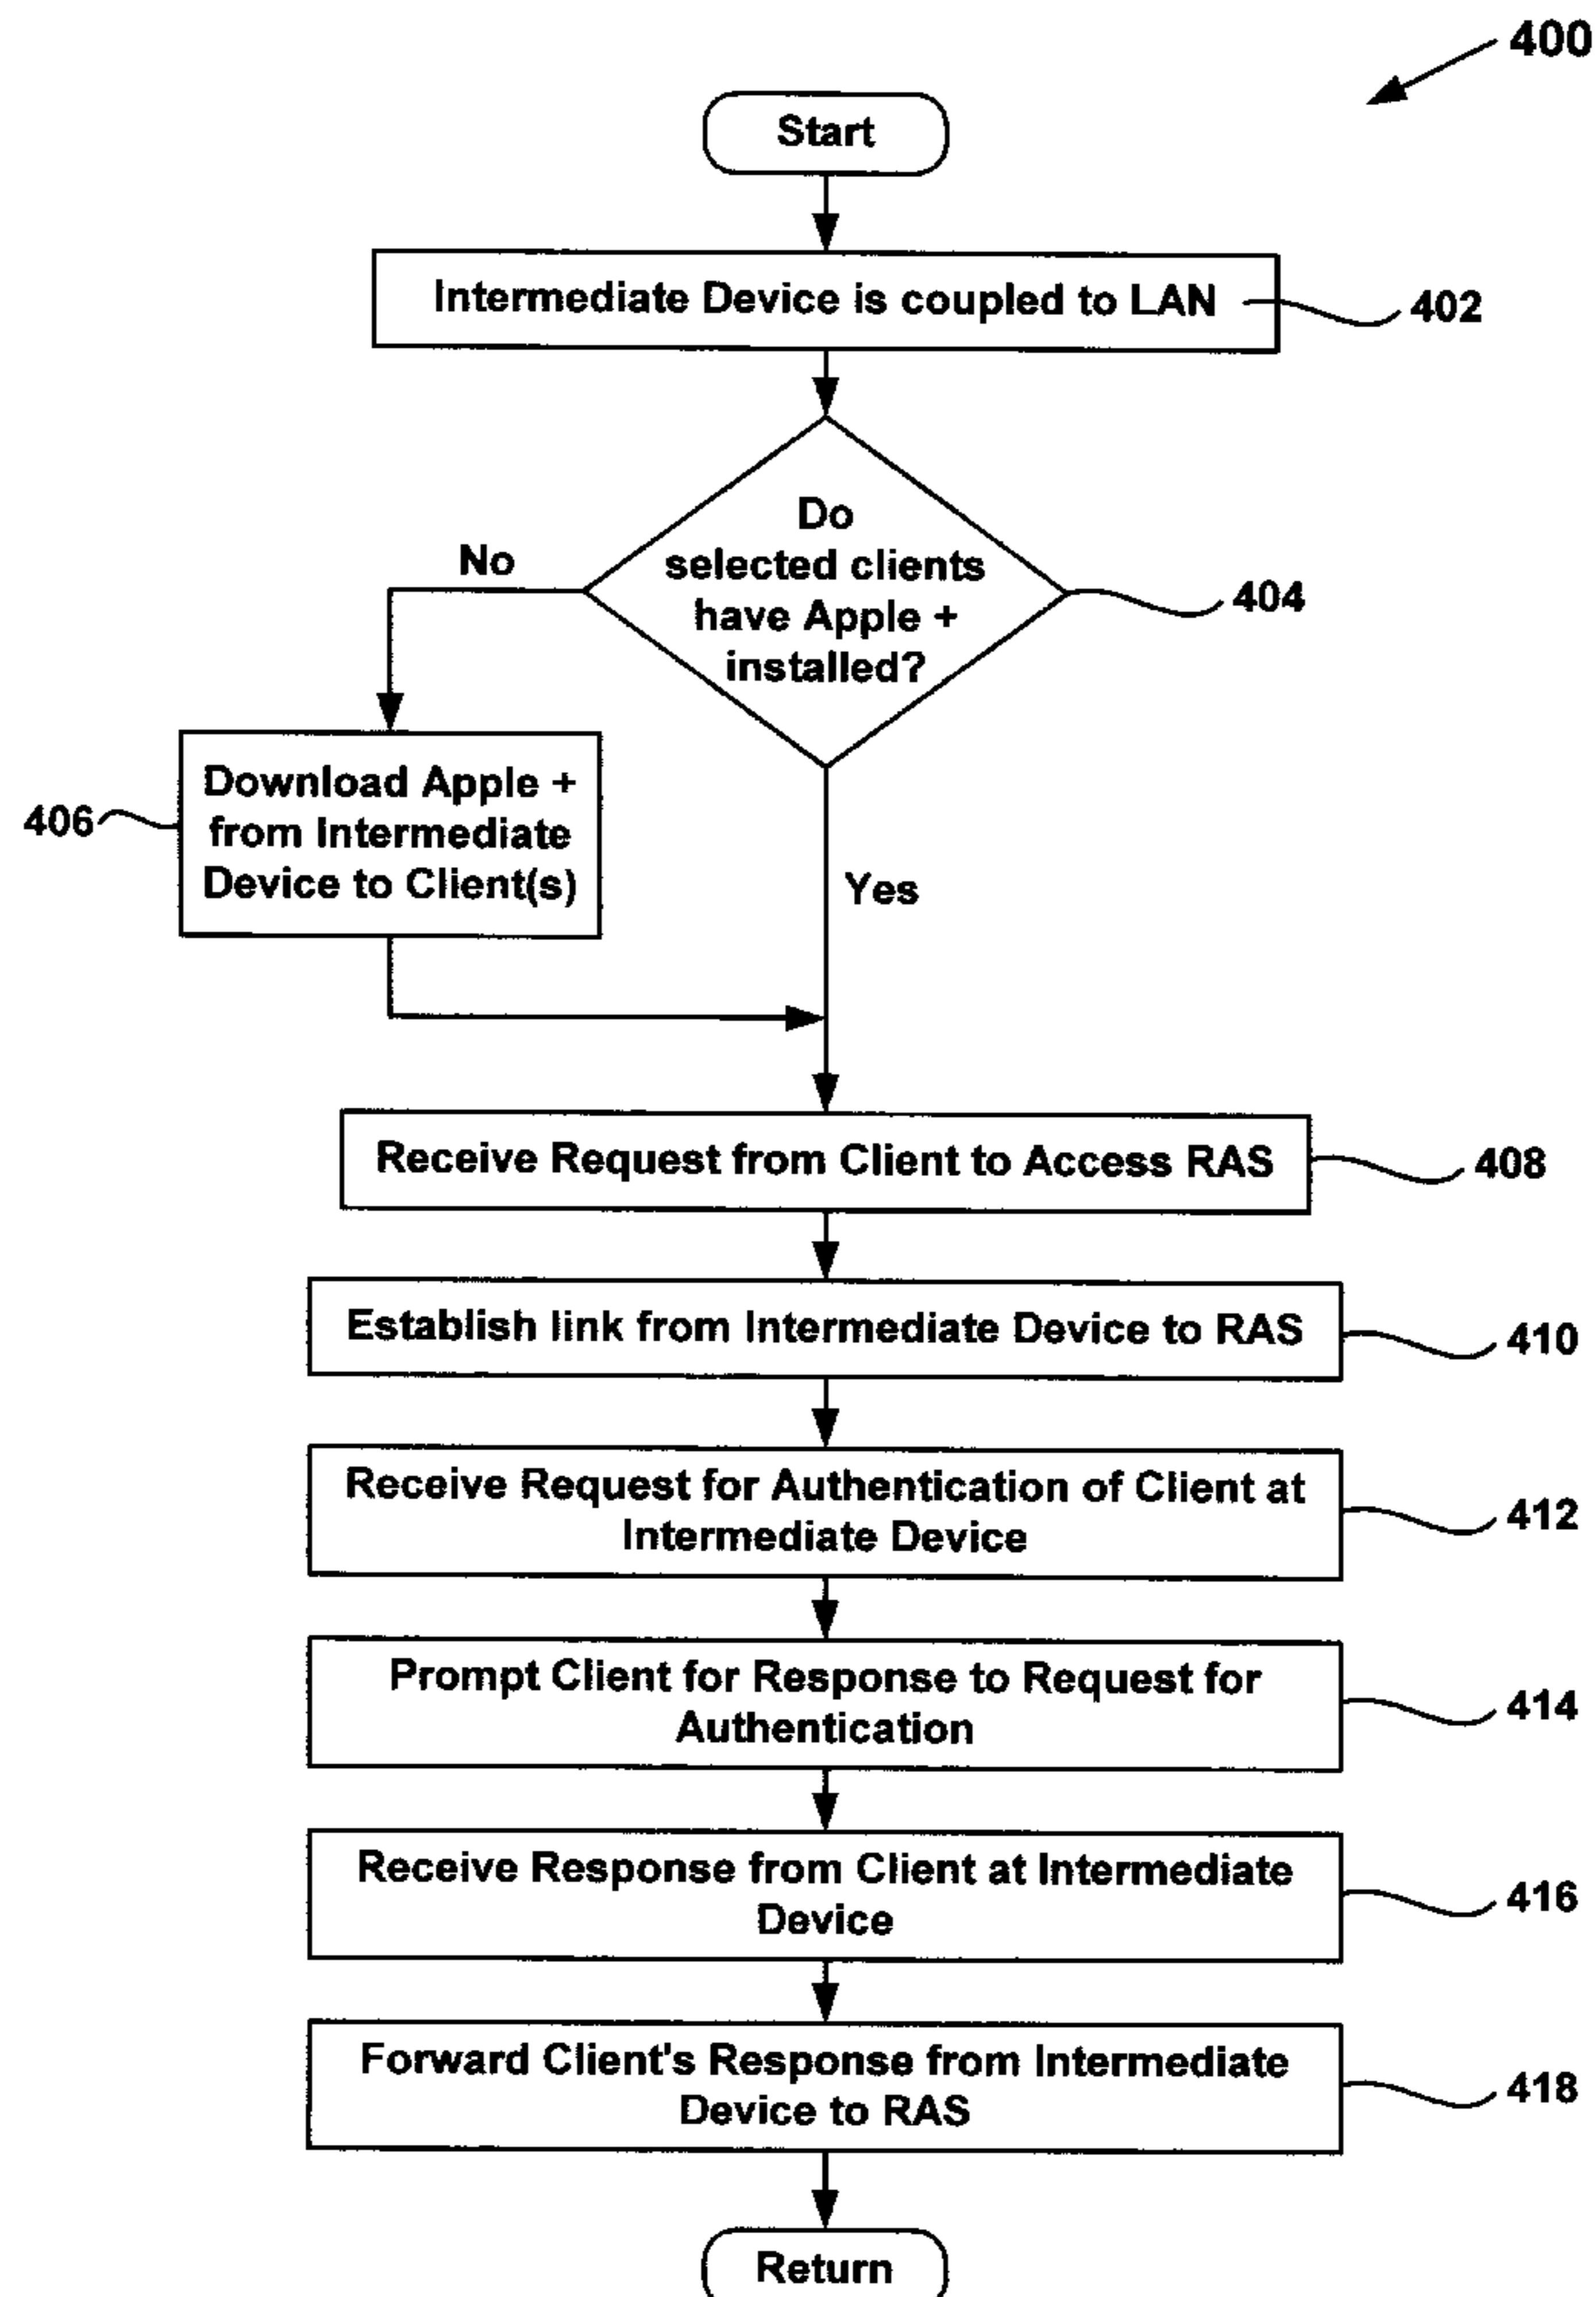 400
Start
Intermediate Device is coupled to LAN
402
Do
selected clients
have Apple +
installed?
404
No
Download Apple +
from Intermediate
Device to Client(s)
406
Yes
Receive Request from Client to Access RAS
408
Establish link from Intermediate Device to RAS
410
Receive Request for Authentication of Client at
Intermediate Device
412
Prompt Client for Response to Request for
Authentication
414
Receive Response from Client at Intermediate
Device
416
Forward Client's Response from Intermediate
Device to RAS
418
Return